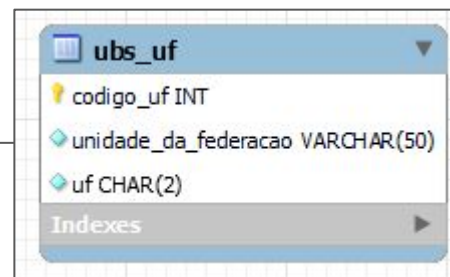 ubs_uf
codigo_uf INT
unidade_da_federacao VARCHAR(50)
uf CHAR(2)
Indexes